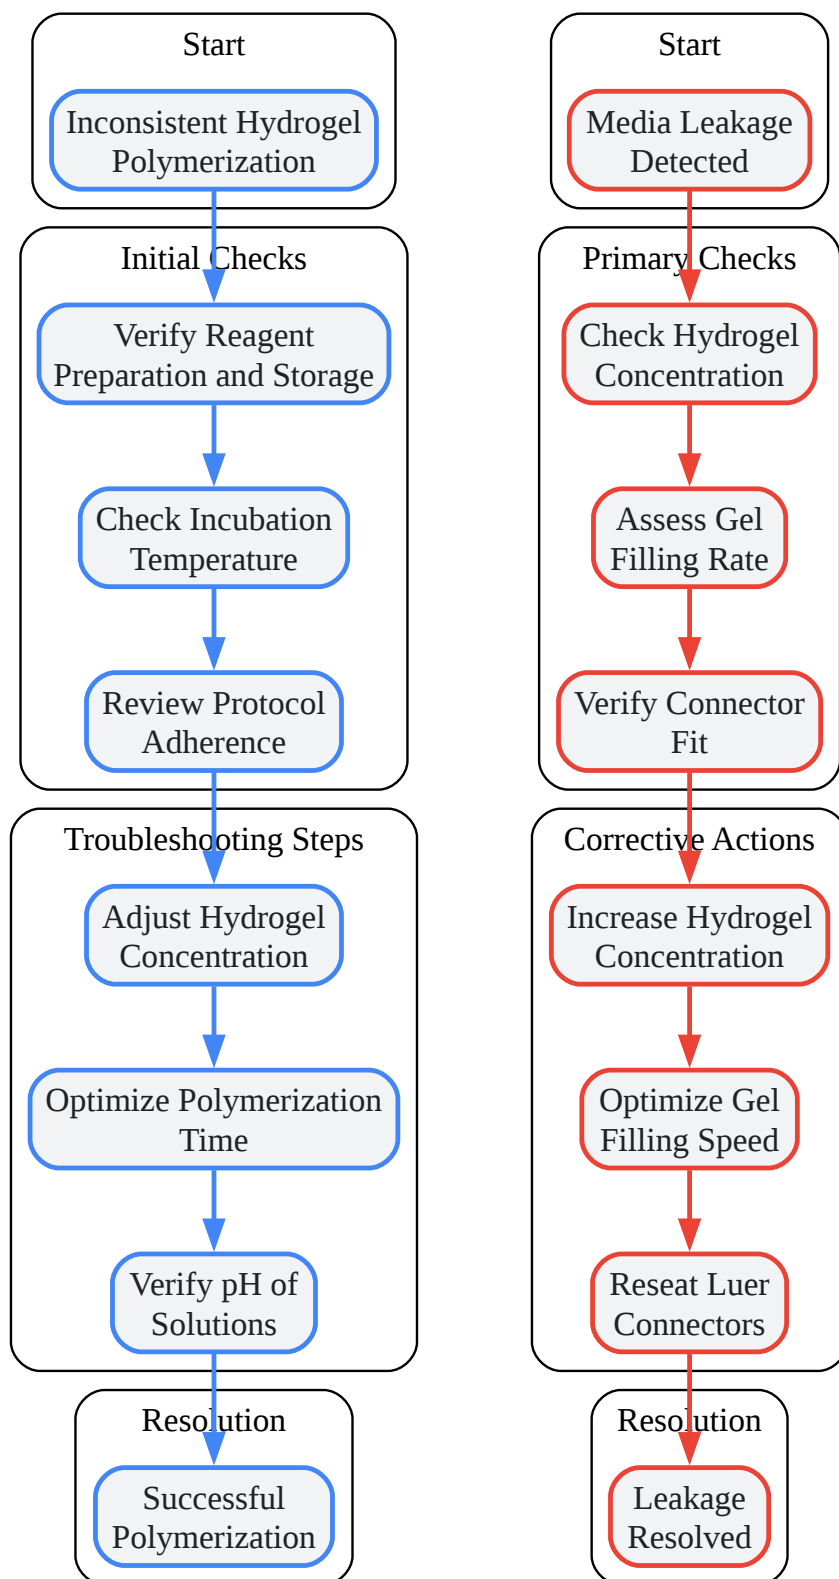 Start
Inconsistent Hydrogel
Polymerization
Initial Checks
Verify Reagent
Preparation and Storage
Check Incubation
Temperature
Review Protocol
Adherence
Troubleshooting Steps
Adjust Hydrogel
Concentration
Optimize Polymerization
Time
Verify pH of
Solutions
Resolution
Successful
Polymerization
Start
Media Leakage
Detected
Primary Checks
Check Hydrogel
Concentration
Assess Gel
Filling Rate
Verify Connector
Fit
Corrective Actions
Increase Hydrogel
Concentration
Optimize Gel
Filling Speed
Reseat Luer
Connectors
Resolution
Leakage
Resolved